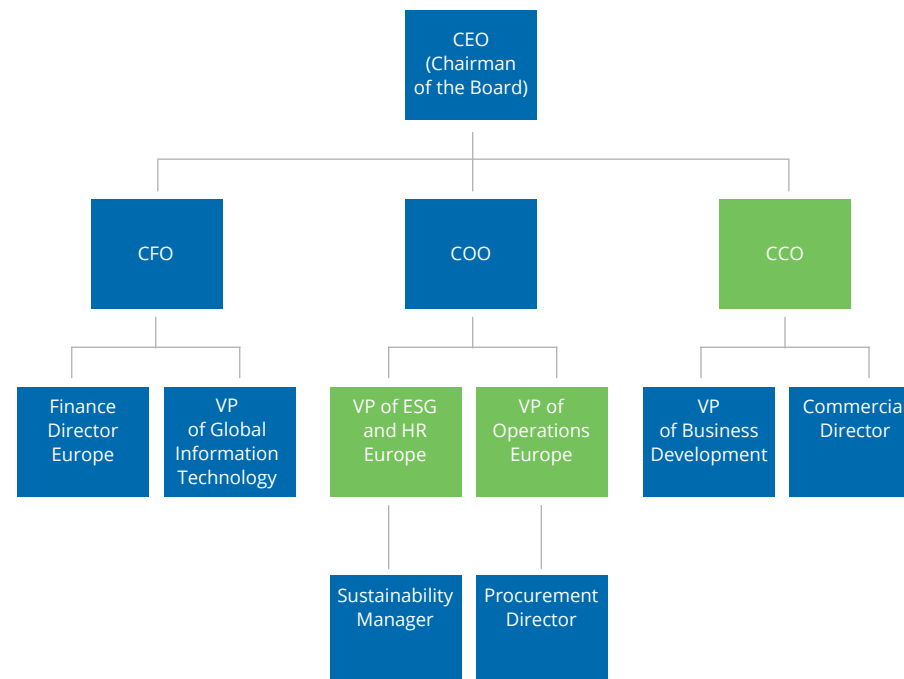 CEO
(Chairman
of the Board)
CFO
COO
CCO
Finance
Director
Europe
VP
of Global
Information
Technology
VP of ESG
and HR
Europe
VP of
Operations
Europe
VP
of Business
Development
Commercia
Director
Sustainability
Manager
Procurement
Director